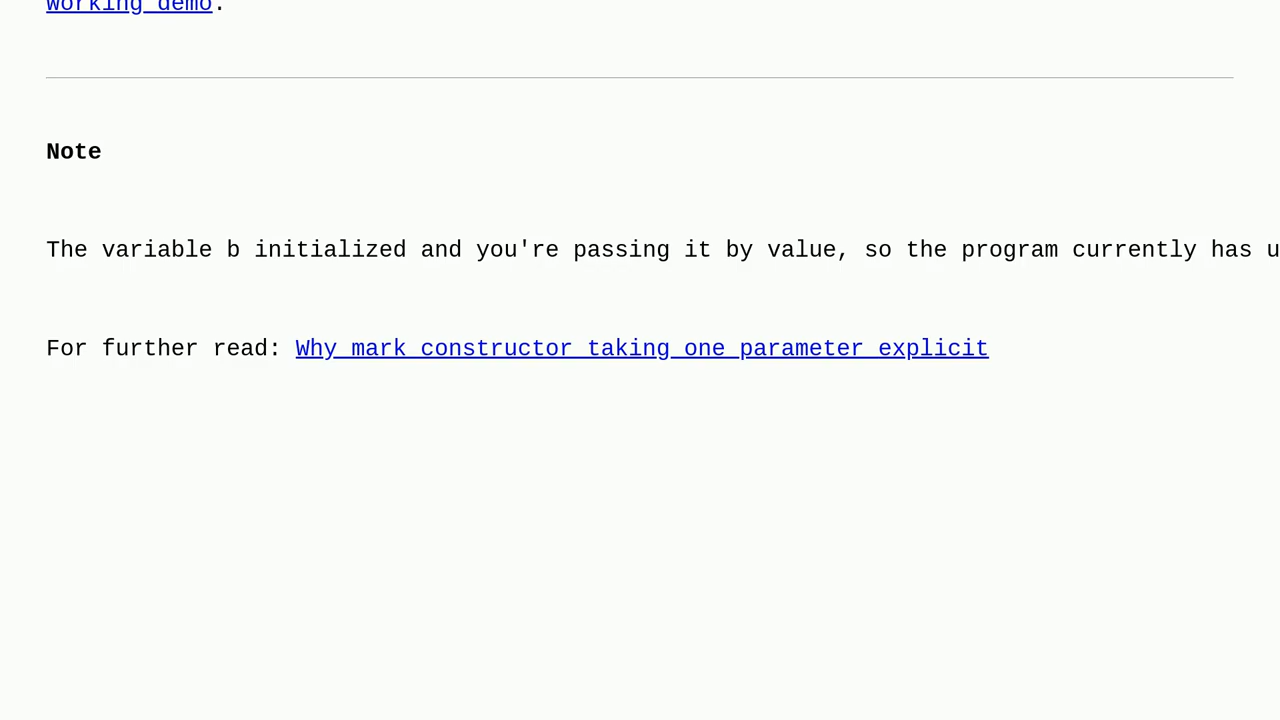 working demo.
Note
The variable b initialized and you're passing it by value, so the program currently has
For further read: Why mark constructor taking one parameter explicit